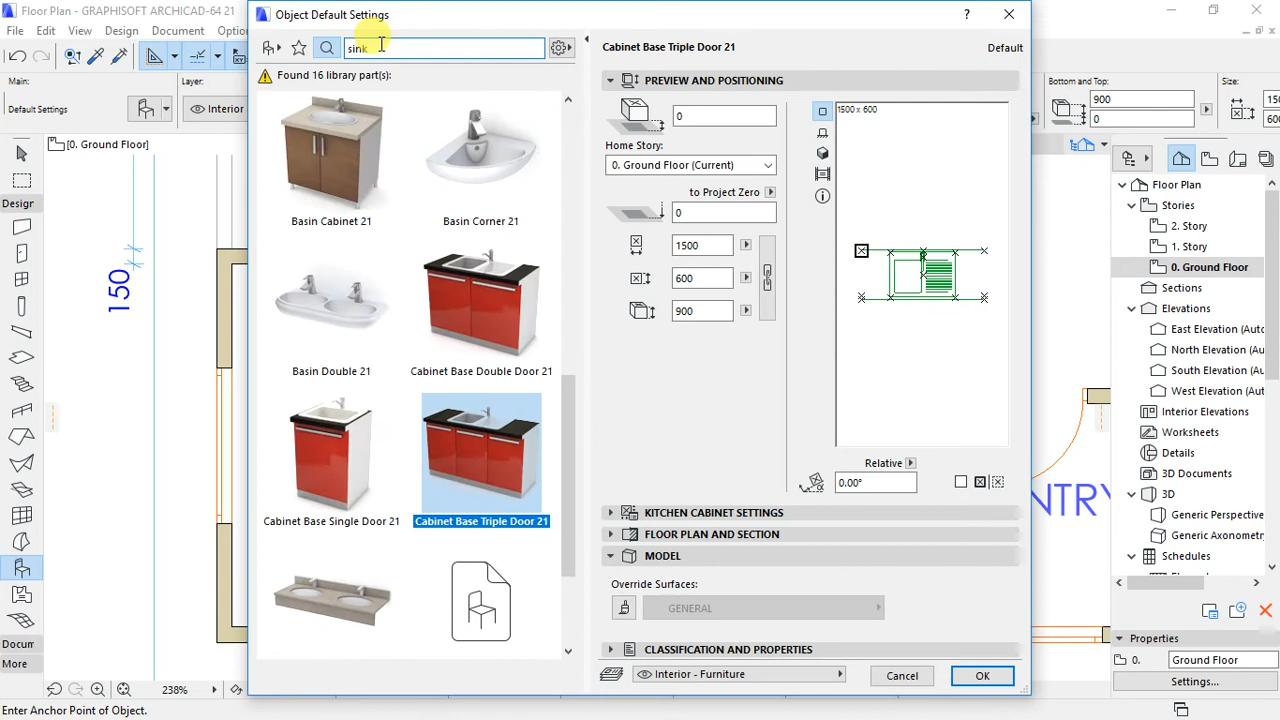 Floor Plan - GRAPHISOFT ARCHICAD-64 21
File Edit View Design Document
Main:
Default Settings
Interior
[0. Ground Floor]
Design
Docum
More
150
ENTRY
238%
Enter Anchor Point of Object.
Object Default Settings
sink
Found 16 library part(s):
Basin Cabinet 21
Basin Corner 21
Basin Double 21
Cabinet Base Double Door 21
Cabinet Base Single Door 21
Cabinet Base Triple Door 21
Cabinet Base Triple Door 21
Default
PREVIEW AND POSITIONING
0
Home Story:
0. Ground Floor (Current)
to Project Zero
0
1500
600
900
1500 x 600
Relative
0.00°
KITCHEN CABINET SETTINGS
FLOOR PLAN AND SECTION
MODEL
Override Surfaces:
GENERAL
CLASSIFICATION AND PROPERTIES
Interior - Furniture
Cancel
OK
Bottom and Top:
900
0
Size:
1500
600
Floor Plan
Stories
2. Story
1. Story
0. Ground Floor
Sections
Elevations
East Elevation (Auto
North Elevation (Aut
South Elevation (Aut
West Elevation (Aut
Interior Elevations
Worksheets
Details
3D Documents
3D
Generic Perspective
Generic Axonometr
Schedules
Properties
0.
Ground Floor
Settings...